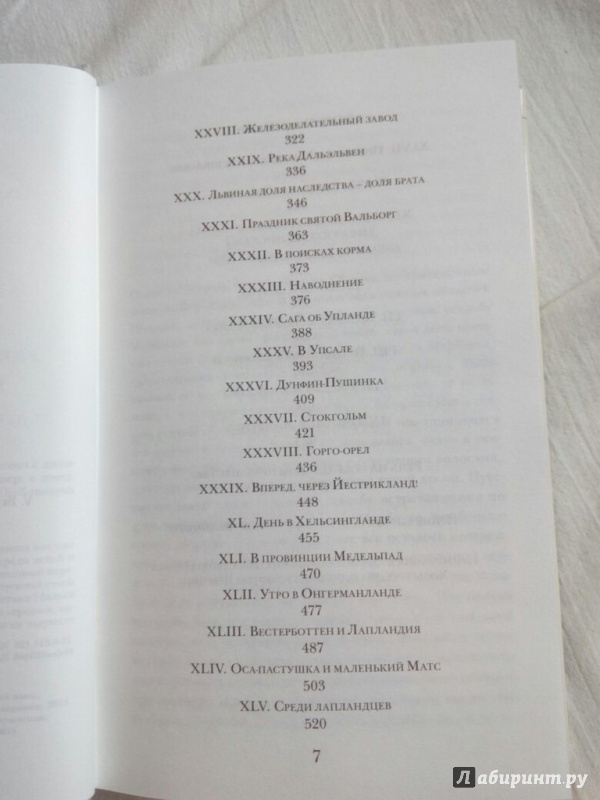 XXVIII. Железоделательный завод
322
XXIX. Река Дальэльвен
336
XXX. Львиная доля наследства – доля брата
346
XXXI. Праздник святой Вальборг
363
XXXII. В поисках корма
373
XXXIII. Наводнение
376
XXXIV. Сага об Упланде
388
XXXV. В Упсале
393
XXXVI. Дунфин-Пушинка
409
XXXVII. Стокгольм
421
XXXVIII. Горго-орел
436
XXXIX. Вперед, через Йестрикланд!
448
XL. День в Хельсингланде
455
XLI. В провинции Медельпад
470
XLII. Утро в Онгерманланде
477
XLIII. Вестерботтен и Лапландия
487
XLIV. Оса-пастушка и маленький Матс
503
XLV. Среди лапландцев
520
7
Лабиринт.ру